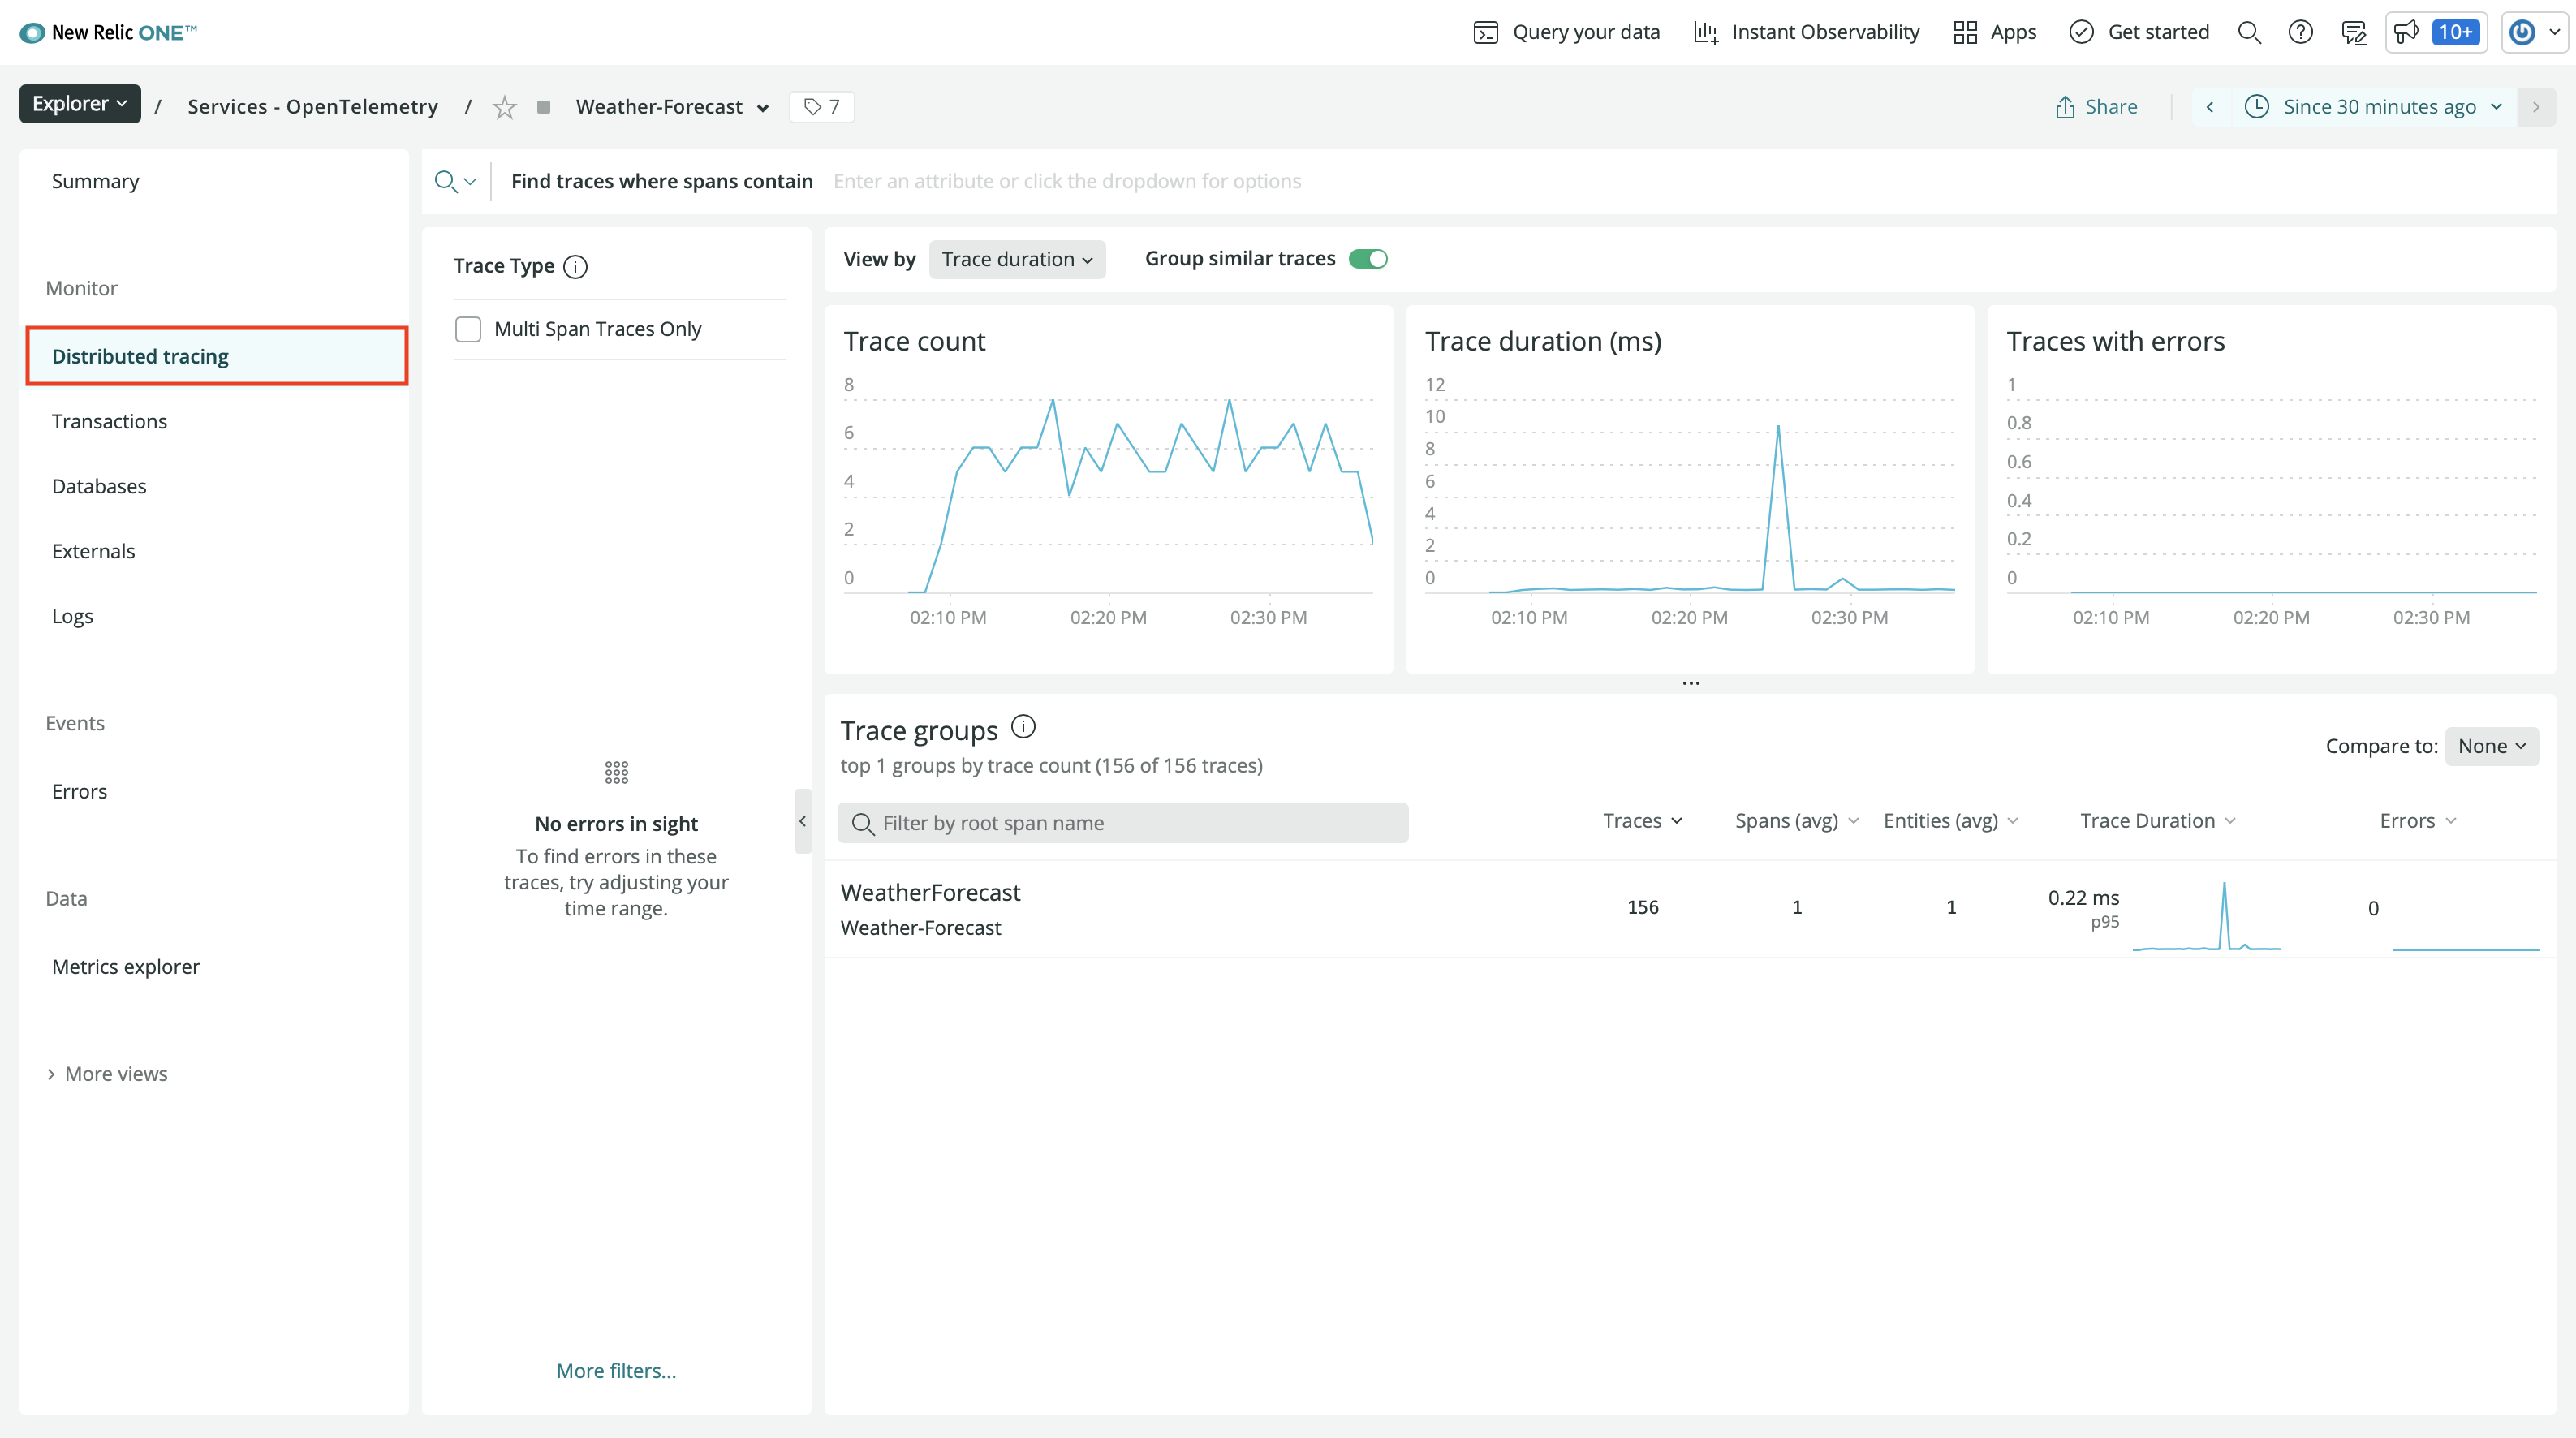 New Relic ONE™
Query your data
Instant Observability
Apps
Get started
10+
Explorer
/
Services - OpenTelemetry
/
Weather-Forecast
7
Share
Since 30 minutes ago
Summary
Monitor
Distributed tracing
Transactions
Databases
Externals
Logs
Events
Errors
Data
Metrics explorer
More views
Find traces where spans contain
Enter an attribute or click the dropdown for options
Trace Type
Multi Span Traces Only
No errors in sight
To find errors in these
traces, try adjusting your
time range.
More filters...
View by
Trace duration
Group similar traces
Trace count
8
6
4
2
0
02:10 PM
02:20 PM
02:30 PM
Trace duration (ms)
12
10
8
6
4
2
0
02:10 PM
02:20 PM
02:30 PM
Traces with errors
1
0.8
0.6
0.4
0.2
0
02:10 PM
02:20 PM
02:30 PM
...
Trace groups
top 1 groups by trace count (156 of 156 traces)
Compare to:
None
Filter by root span name
Traces
Spans (avg)
Entities (avg)
Trace Duration
Errors
WeatherForecast
Weather-Forecast
156
1
1
0.22 ms
p95
0